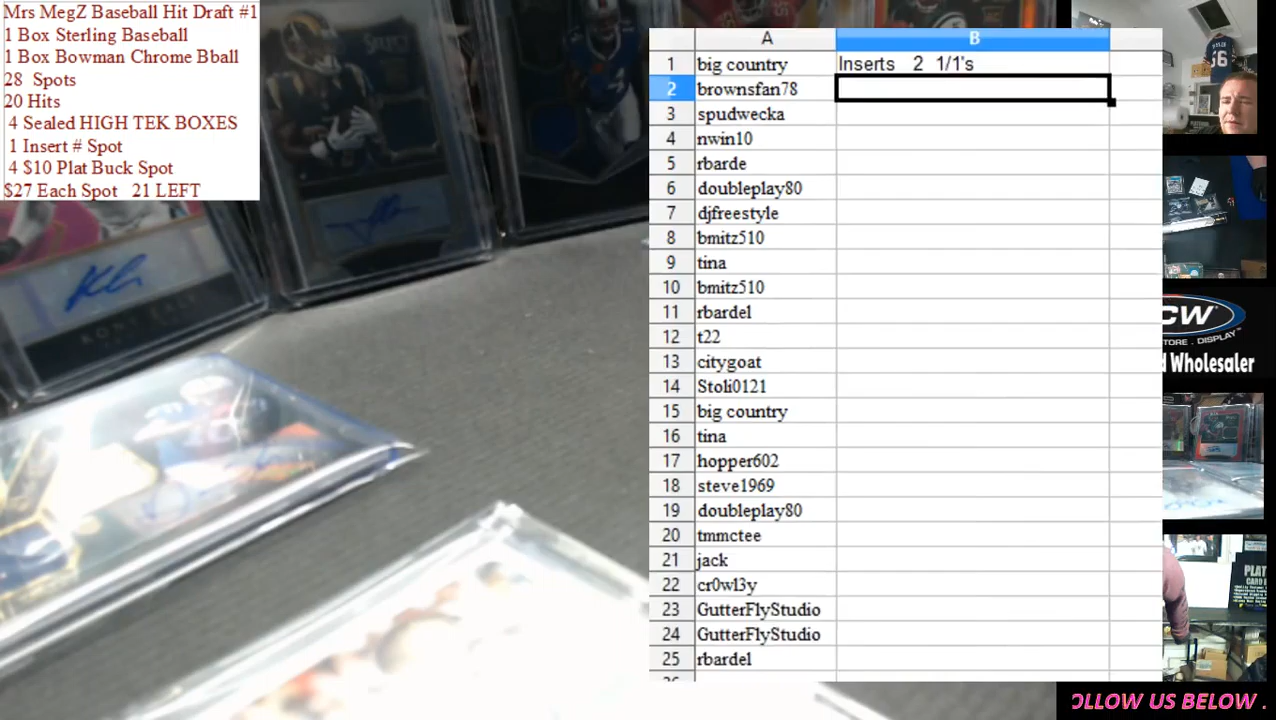 Mrs MegZ Baseball Hit Draft #1
1 Box Sterling Baseball
1 Box Bowman Chrome Bball
28 Spots
20 Hits
4 Sealed HIGH TEK BOXES
1 Insert # Spot
4 $10 Plat Buck Spot
$27 Each Spot 21 LEFT
A B
1 big country Inserts 2 1/1's
2 brownsfan78
3 spudwecka
4 nwin10
5 rbarde
6 doubleplay80
7 djfreestyle
8 bmitz510
9 tina
10 bmitz510
11 rbardel
12 t22
13 citygoat
14 Stoli0121
15 big country
16 tina
17 hopper602
18 steve1969
19 doubleplay80
20 tmmctee
21 jack
22 cr0wl3y
23 GutterFlyStudio
24 GutterFlyStudio
25 rbardel
CW
STORE . DISPLAY
d Wholesaler
OLLOW US BELOW .